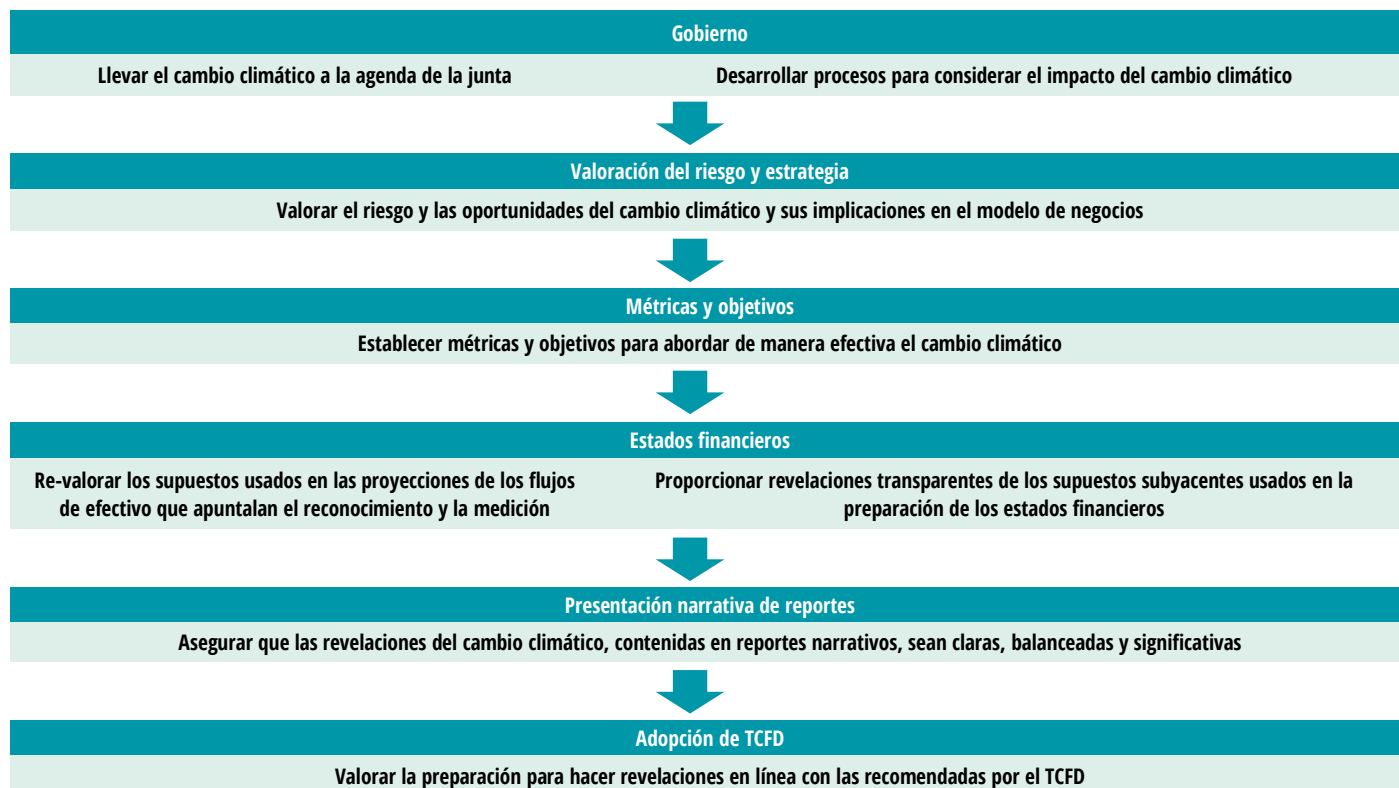 Gobierno
Llevar el cambio climático a la agenda de la junta
Desarrollar procesos para considerar el impacto del cambio climático
Valoración del riesgo y estrategia
Valorar el riesgo y las oportunidades del cambio climático y sus implicaciones en el modelo de negocios
Métricas y objetivos
Establecer métricas y objetivos para abordar de manera efectiva el cambio climático
Estados financieros
Re-valorar los supuestos usados en las proyecciones de los flujos
de efectivo que apuntalan el reconocimiento y la medición
Proporcionar revelaciones transparentes de los supuestos subyacentes usados en la
preparación de los estados financieros
Presentación narrativa de reportes
Asegurar que las revelaciones del cambio climático, contenidas en reportes narrativos, sean claras, balanceadas y significativas
Adopción de TCFD
Valorar la preparación para hacer revelaciones en línea con las recomendadas por el TCFD